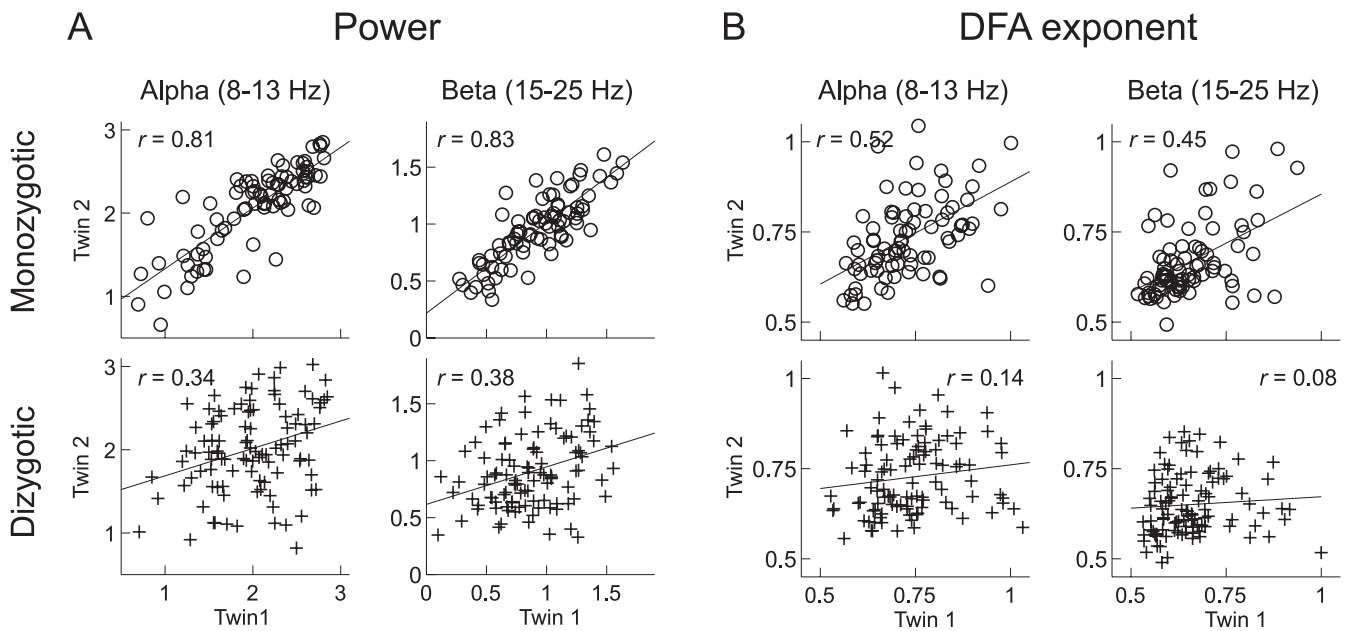 A Power
B DFA exponent
Alpha (8-13 Hz)
Beta (15-25 Hz)
Alpha (8-13 Hz)
Beta (15-25 Hz)
Monozygotic
Twin 2
3
2
1
r = 0.81
1.5
1
0.5
0
r = 0.83
Twin 2
1
0.75
0.5
r = 0.52
1
0.75
0.5
r = 0.45
Dizygotic
Twin 2
3
2
1
r = 0.34
1 2 3
Twin1
1.5
1
0.5
0
r = 0.38
0 0.5 1 1.5
Twin 1
Twin 2
1
0.75
0.5
r = 0.14
0.5 0.75 1
Twin 1
1
0.75
0.5
r = 0.08
0.5 0.75 1
Twin 1